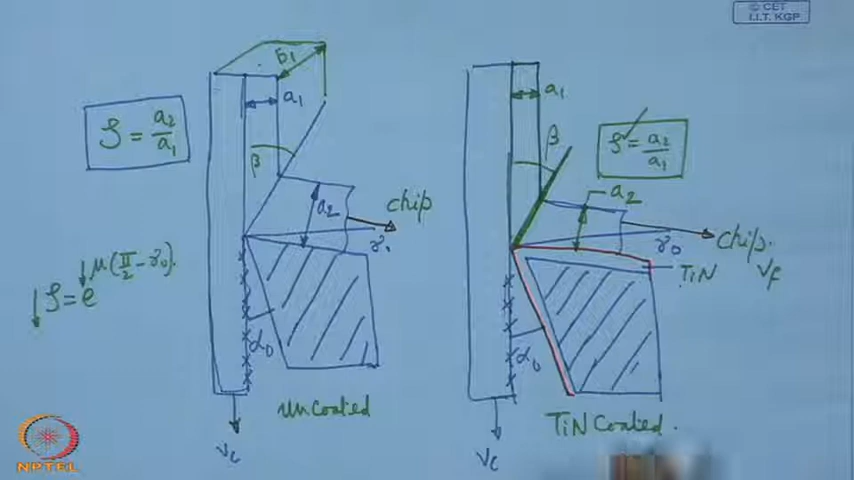 © CET
I.I.T. KGP
b₁
a₁
ζ = a₂/a₁
β
a₂
chip
γ₀
ζ = e^μ(π/2 - γ₀).
α₀
uncoated
Vc
a₁
β
ζ = a₂/a₁
a₂
γ₀
chip.
TiN
Vf
α₀
TiN Coated.
Vc
NPTEL